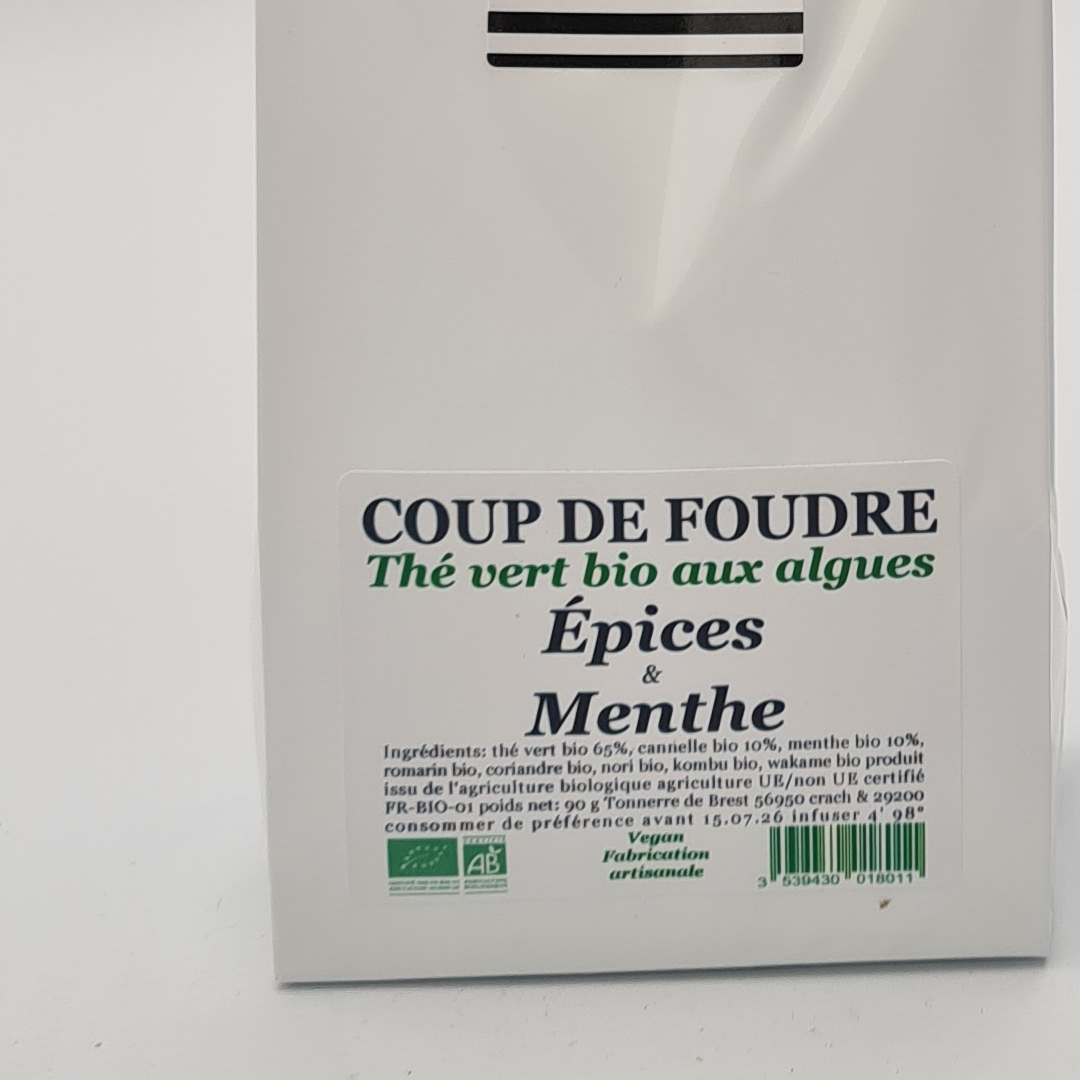 COUP DE FOUDRE
Thé vert bio aux algues
Épices
&
Menthe
Ingrédients: thé vert bio 65%, cannelle bio 10%, menthe bio 10%,
romarin bio, coriandre bio, nori bio, kombu bio, wakame bio produit
issu de l'agriculture biologique agriculture UE/non UE certifié
FR-BIO-01 poids net: 90 g Tonnerre de Brest 56950 crach & 29200
consommer de préférence avant 15.07.26 infuser 4' 98°
Vegan
Fabrication
artisanale
AB
3 539430 018011